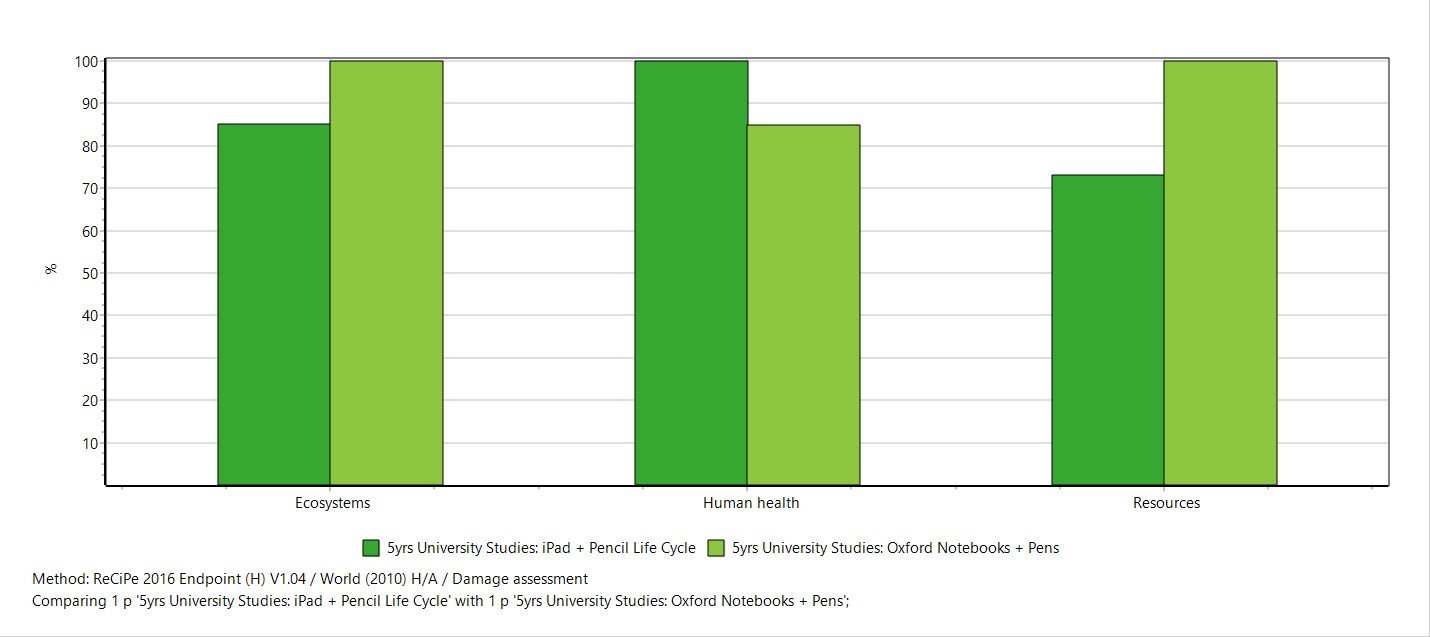 100
90
80
70
60
%
50
40
30
20
10
Ecosystems Human health Resources
5yrs University Studies: iPad + Pencil Life Cycle 5yrs University Studies: Oxford Notebooks + Pens
Method: ReCiPe 2016 Endpoint (H) V1.04 / World (2010) H/A / Damage assessment
Comparing 1 p '5yrs University Studies: iPad + Pencil Life Cycle' with 1 p '5yrs University Studies: Oxford Notebooks + Pens';